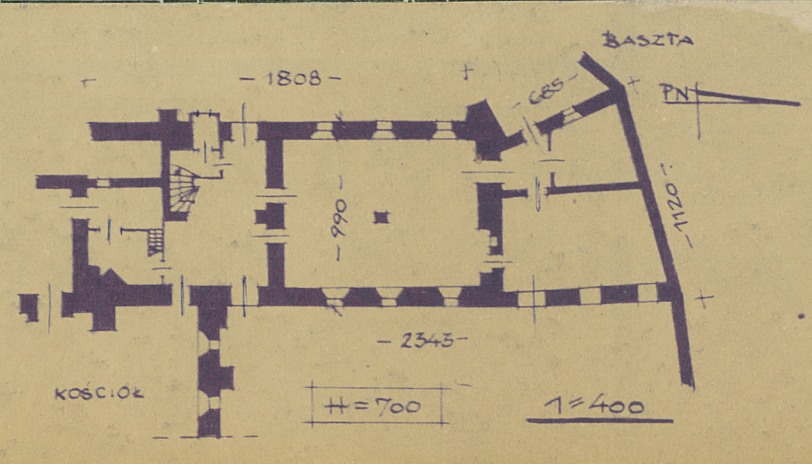 BASZTA
- 1808 -
- 685 -
PN
- 990 -
- 1120 -
- 2343 -
KOŚCIÓŁ
H = 700
1 = 400